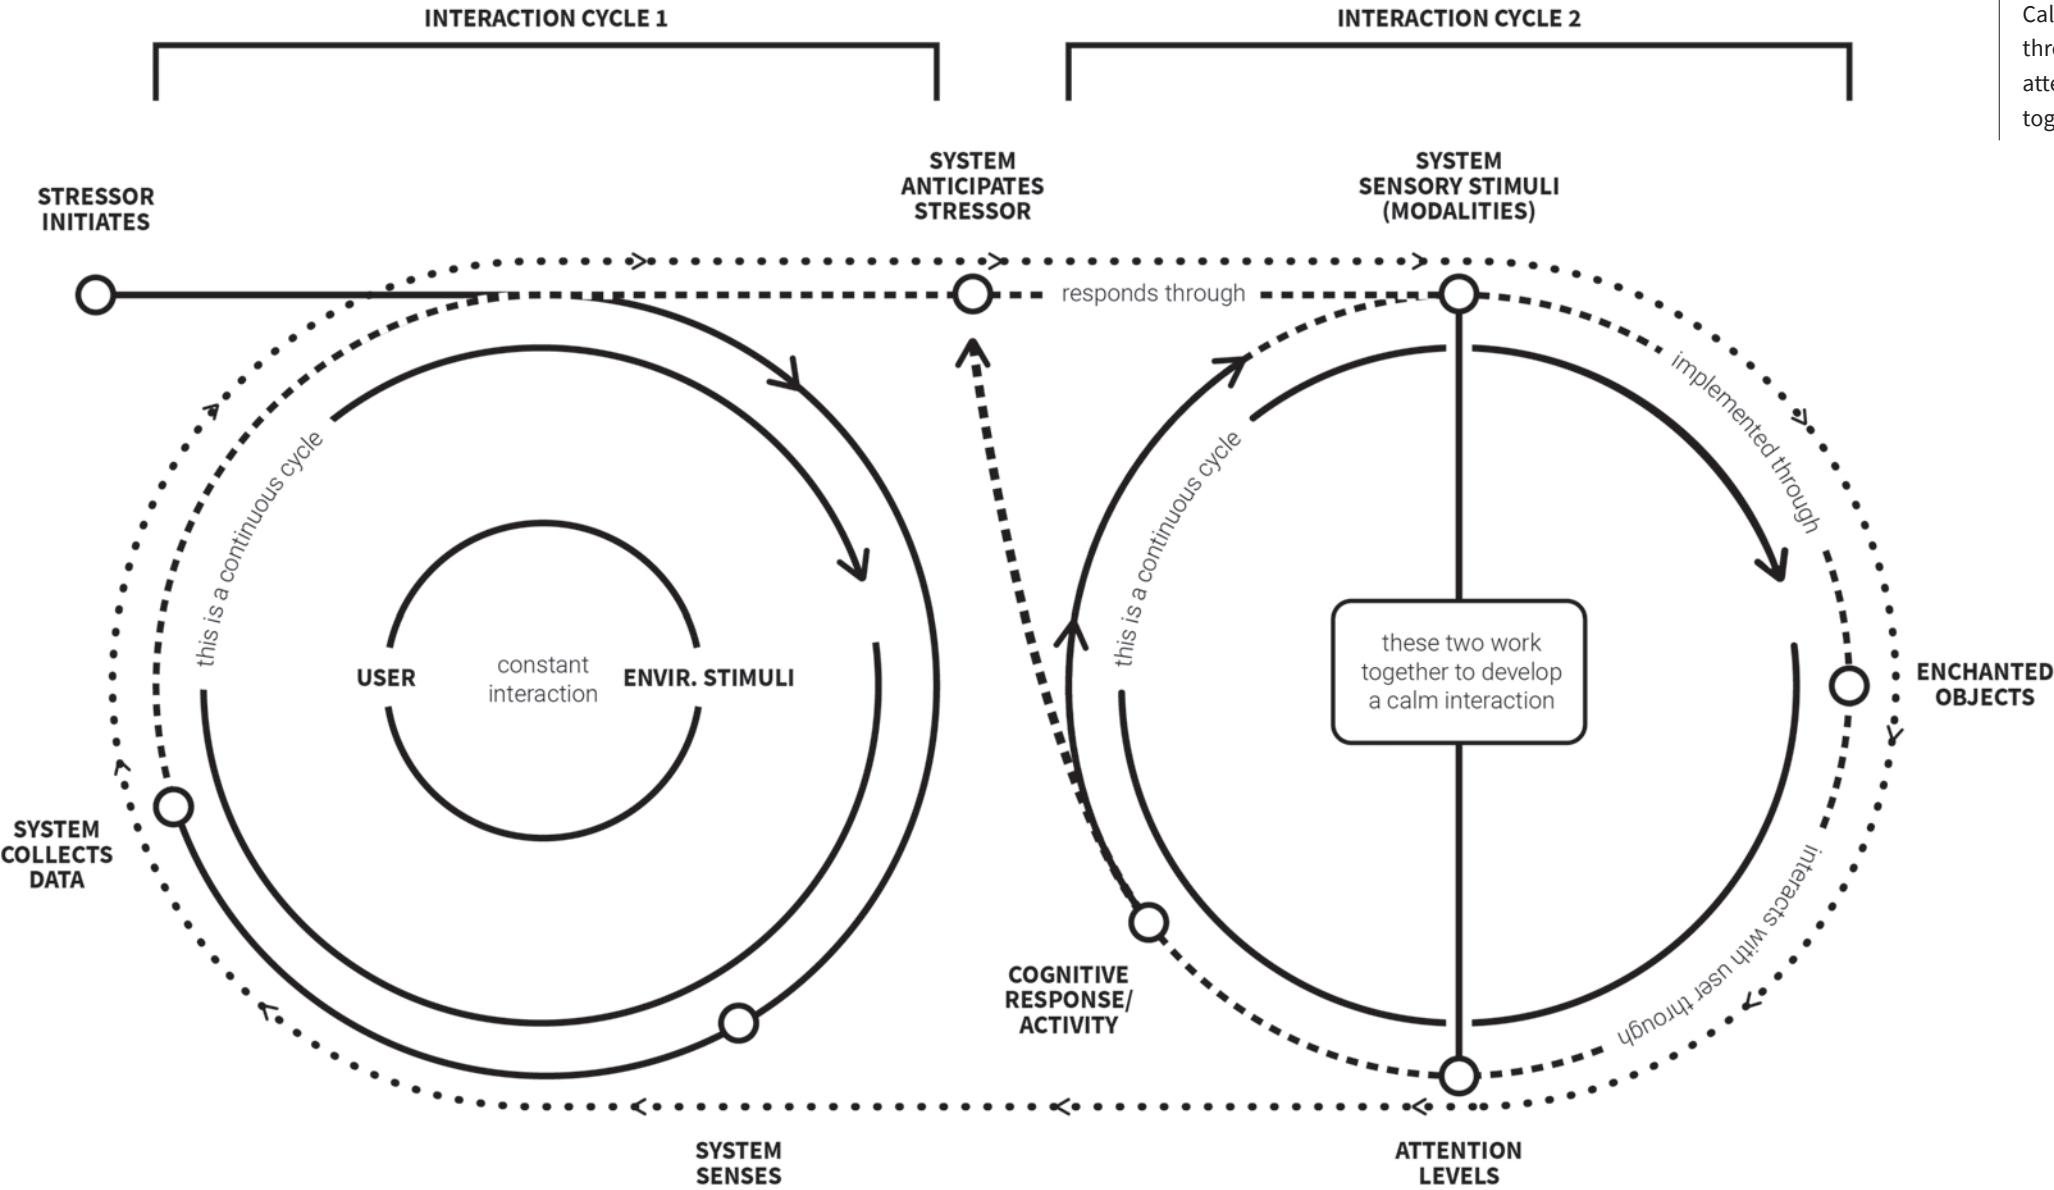 INTERACTION CYCLE 1
INTERACTION CYCLE 2
STRESSOR
INITIATES
SYSTEM
ANTICIPATES
STRESSOR
SYSTEM
SENSORY STIMULI
(MODALITIES)
responds through
implemented through
this is a continuous cycle
this is a continuous cycle
USER
constant
interaction
ENVIR. STIMULI
these two work
together to develop
a calm interaction
ENCHANTED
OBJECTS
interacts with user through
SYSTEM
COLLECTS
DATA
COGNITIVE
RESPONSE/
ACTIVITY
SYSTEM
SENSES
ATTENTION
LEVELS